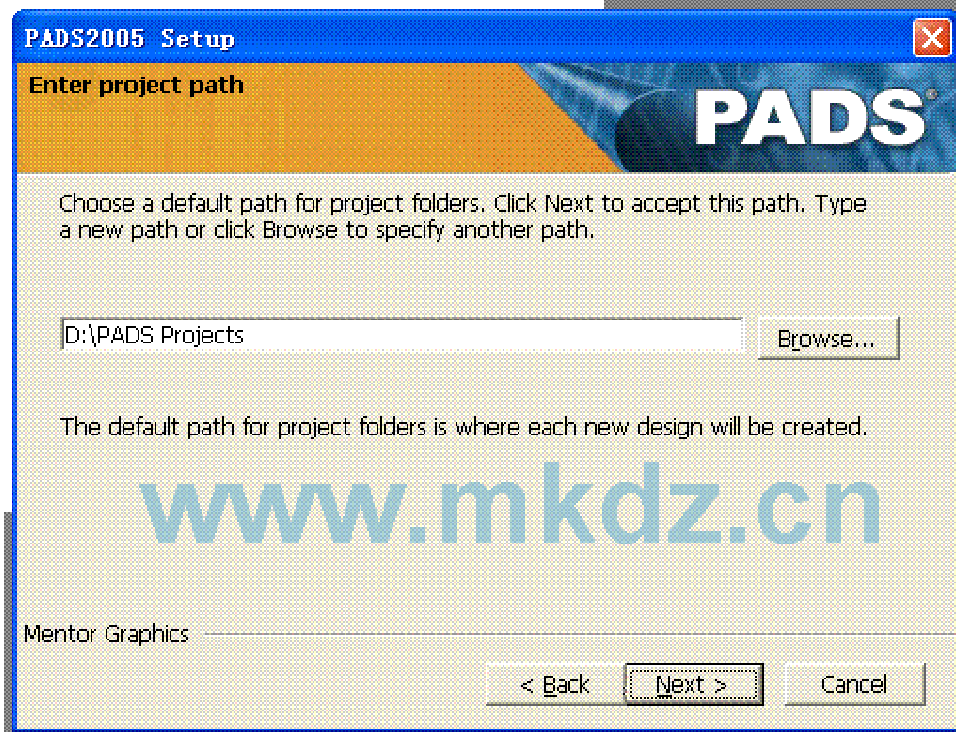 PADS2005 Setup
Enter project path
PADS®
Choose a default path for project folders. Click Next to accept this path. Type
a new path or click Browse to specify another path.
D:\PADS Projects
Browse...
The default path for project folders is where each new design will be created.
www.mkdz.cn
Mentor Graphics
< Back
Next >
Cancel